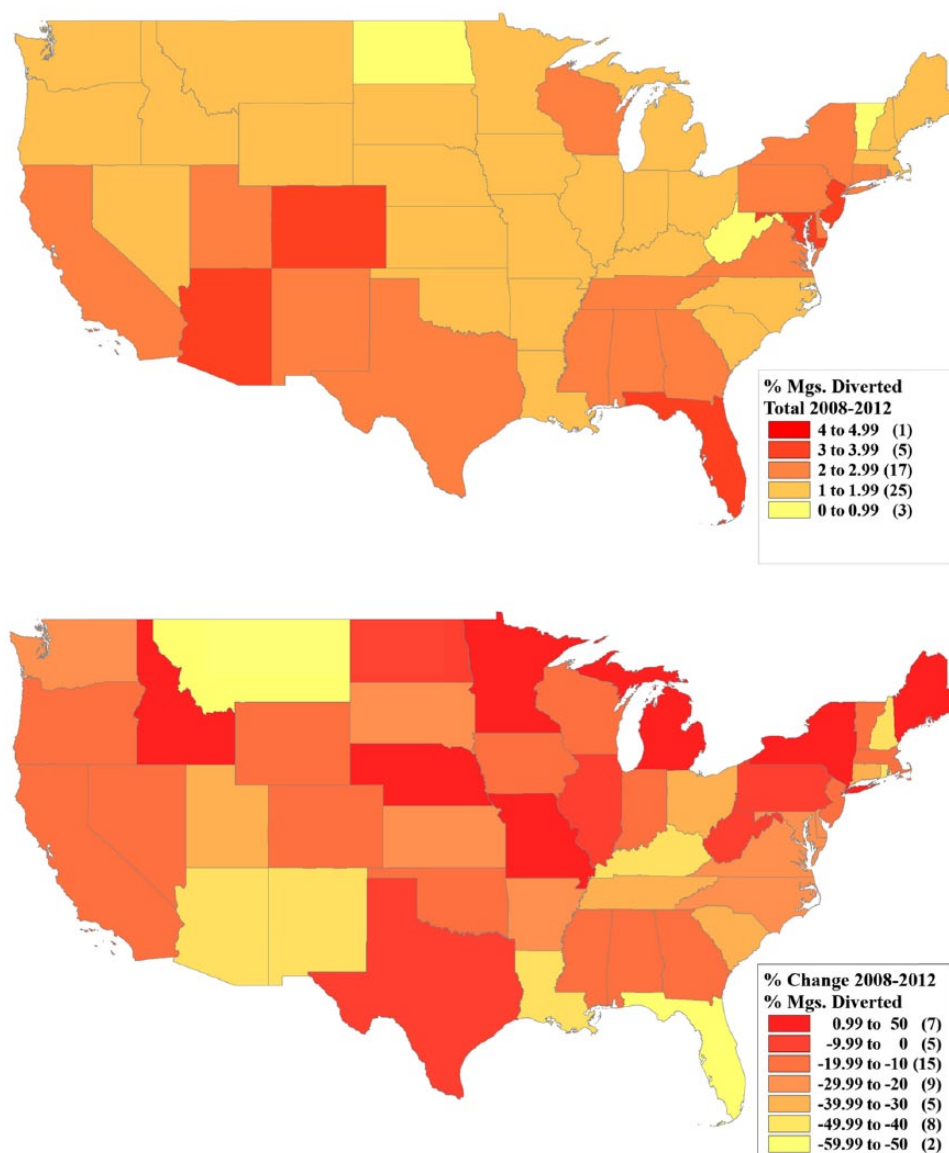 % Mgs. Diverted
Total 2008-2012
4 to 4.99 (1)
3 to 3.99 (5)
2 to 2.99 (17)
1 to 1.99 (25)
0 to 0.99 (3)
% Change 2008-2012
% Mgs. Diverted
0.99 to 50 (7)
-9.99 to 0 (5)
-19.99 to -10 (15)
-29.99 to -20 (9)
-39.99 to -30 (5)
-49.99 to -40 (8)
-59.99 to -50 (2)